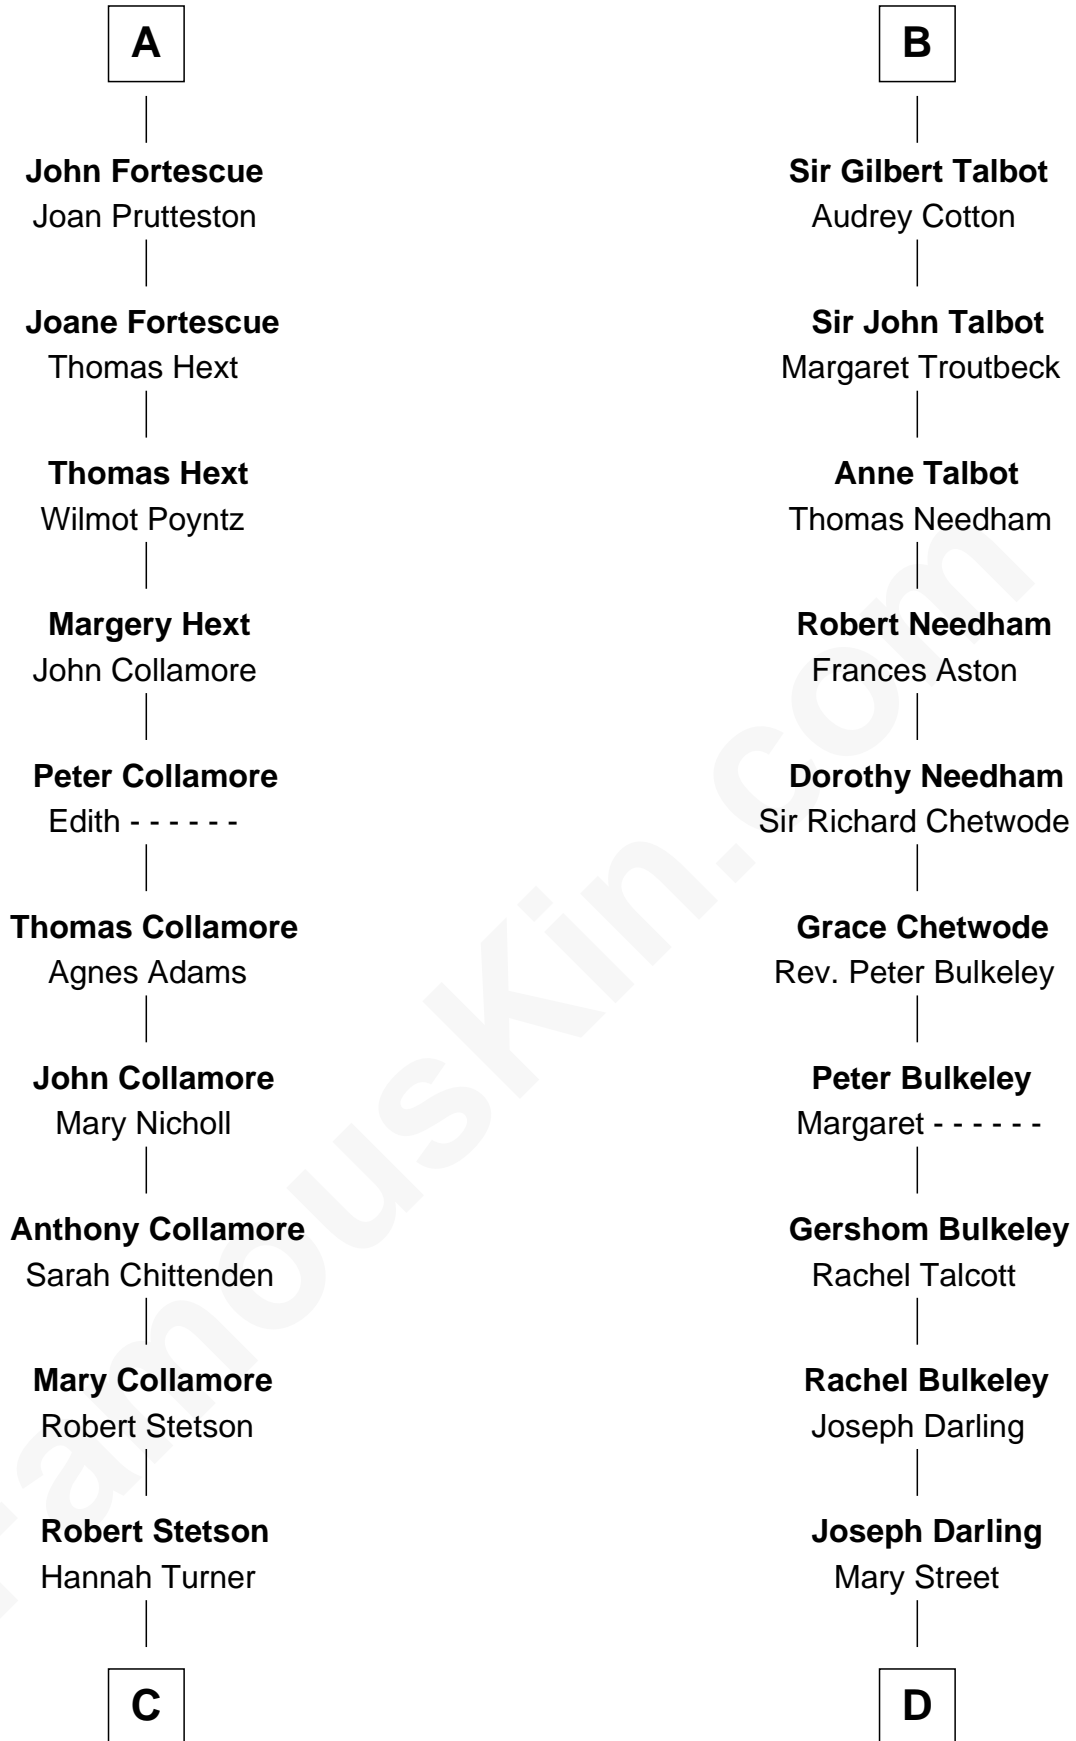 A
John Fortescue
Joan Prutteston
Joane Fortescue
Thomas Hext
Thomas Hext
Wilmot Poyntz
Margery Hext
John Collamore
Peter Collamore
Edith - - - - - -
Thomas Collamore
Agnes Adams
John Collamore
Mary Nicholl
Anthony Collamore
Sarah Chittenden
Mary Collamore
Robert Stetson
Robert Stetson
Hannah Turner
C
B
Sir Gilbert Talbot
Audrey Cotton
Sir John Talbot
Margaret Troutbeck
Anne Talbot
Thomas Needham
Robert Needham
Frances Aston
Dorothy Needham
Sir Richard Chetwode
Grace Chetwode
Rev. Peter Bulkeley
Peter Bulkeley
Margaret - - - - - -
Gershom Bulkeley
Rachel Talcott
Rachel Bulkeley
Joseph Darling
Joseph Darling
Mary Street
D
FamousKin.com